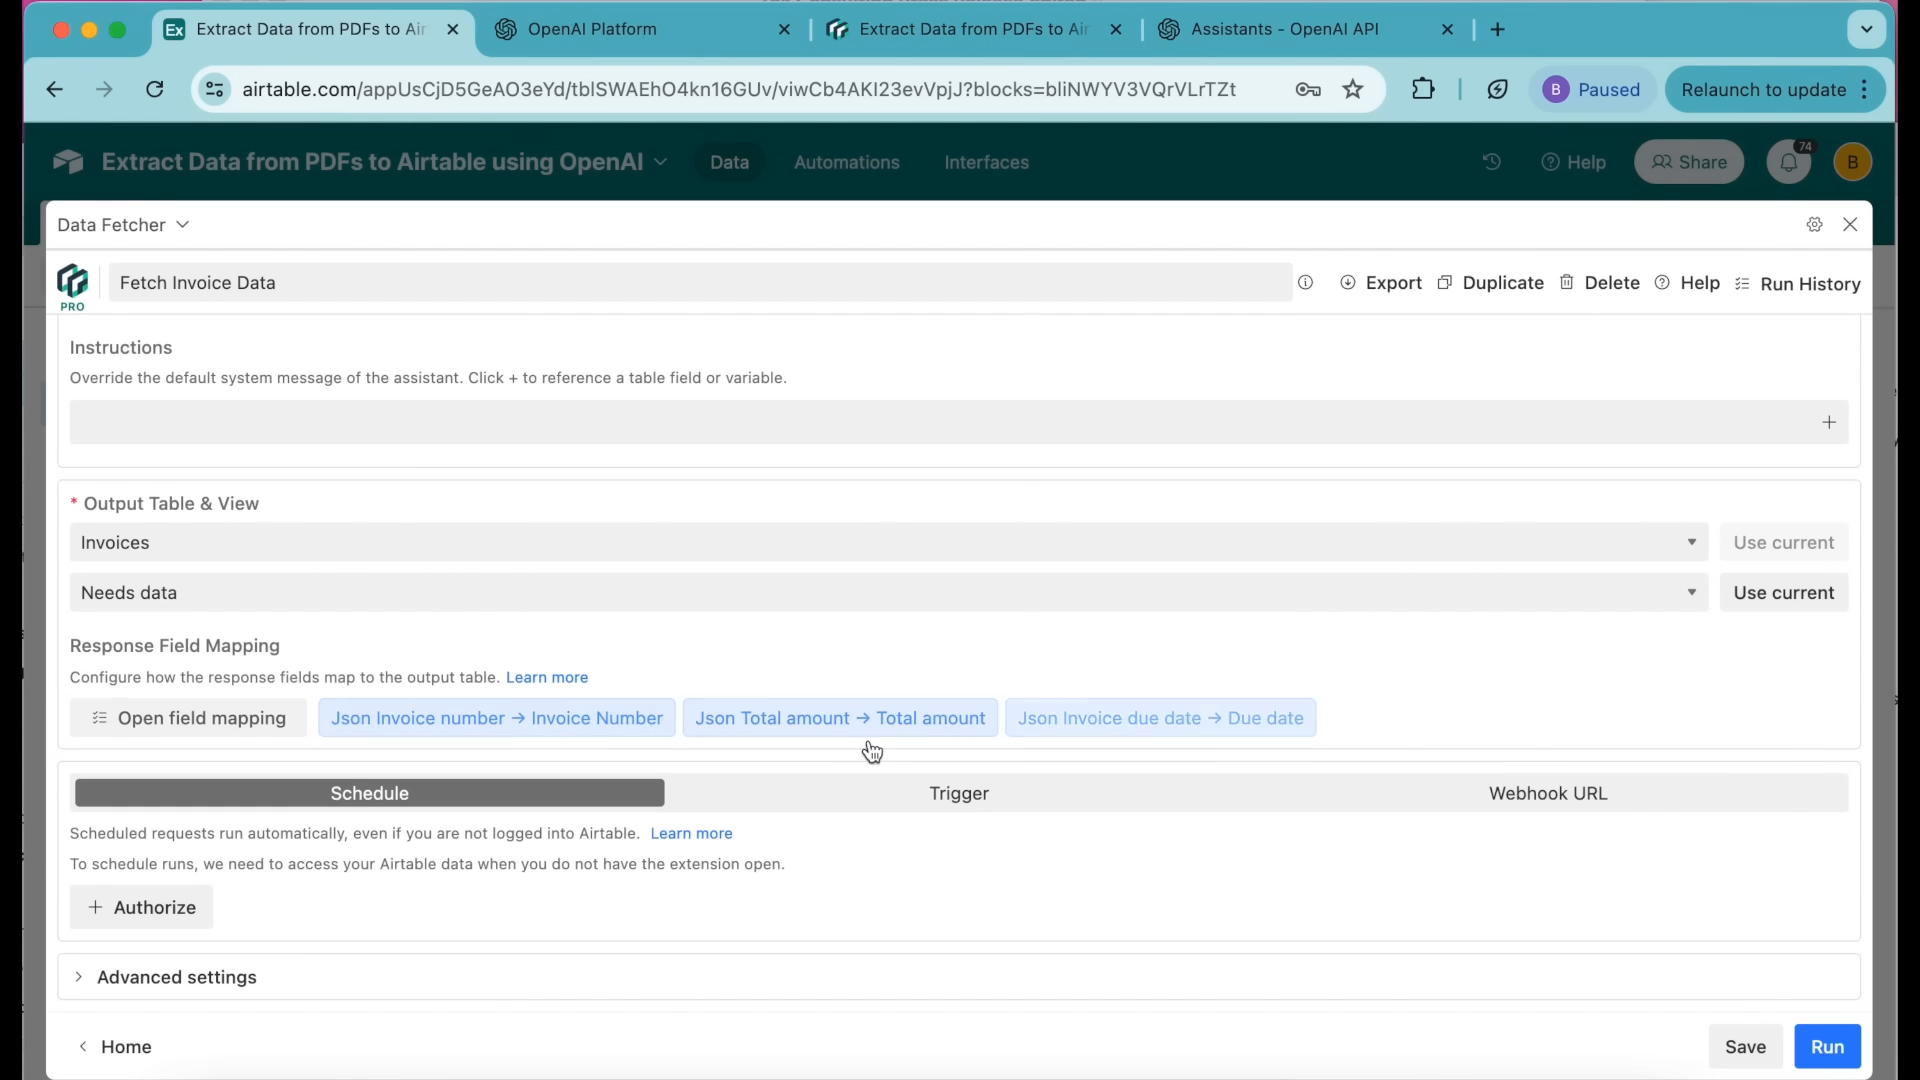 Ex Extract Data from PDFs to Air
OpenAI Platform
Extract Data from PDFs to Air
Assistants - OpenAI API
airtable.com/appUsCjD5GeAO3eYd/tblSWAEhO4kn16GUv/viwCb4AKI23evVpjJ?blocks=bliNWYV3VQrVLrTZt
B Paused
Relaunch to update
Extract Data from PDFs to Airtable using OpenAI
Data
Automations
Interfaces
Help
Share
74
B
Data Fetcher
PRO
Fetch Invoice Data
Export
Duplicate
Delete
Help
Run History
Instructions
Override the default system message of the assistant. Click + to reference a table field or variable.
* Output Table & View
Invoices
Use current
Needs data
Use current
Response Field Mapping
Configure how the response fields map to the output table. Learn more
Open field mapping
Json Invoice number → Invoice Number
Json Total amount → Total amount
Json Invoice due date → Due date
Schedule
Trigger
Webhook URL
Scheduled requests run automatically, even if you are not logged into Airtable. Learn more
To schedule runs, we need to access your Airtable data when you do not have the extension open.
+ Authorize
> Advanced settings
< Home
Save
Run